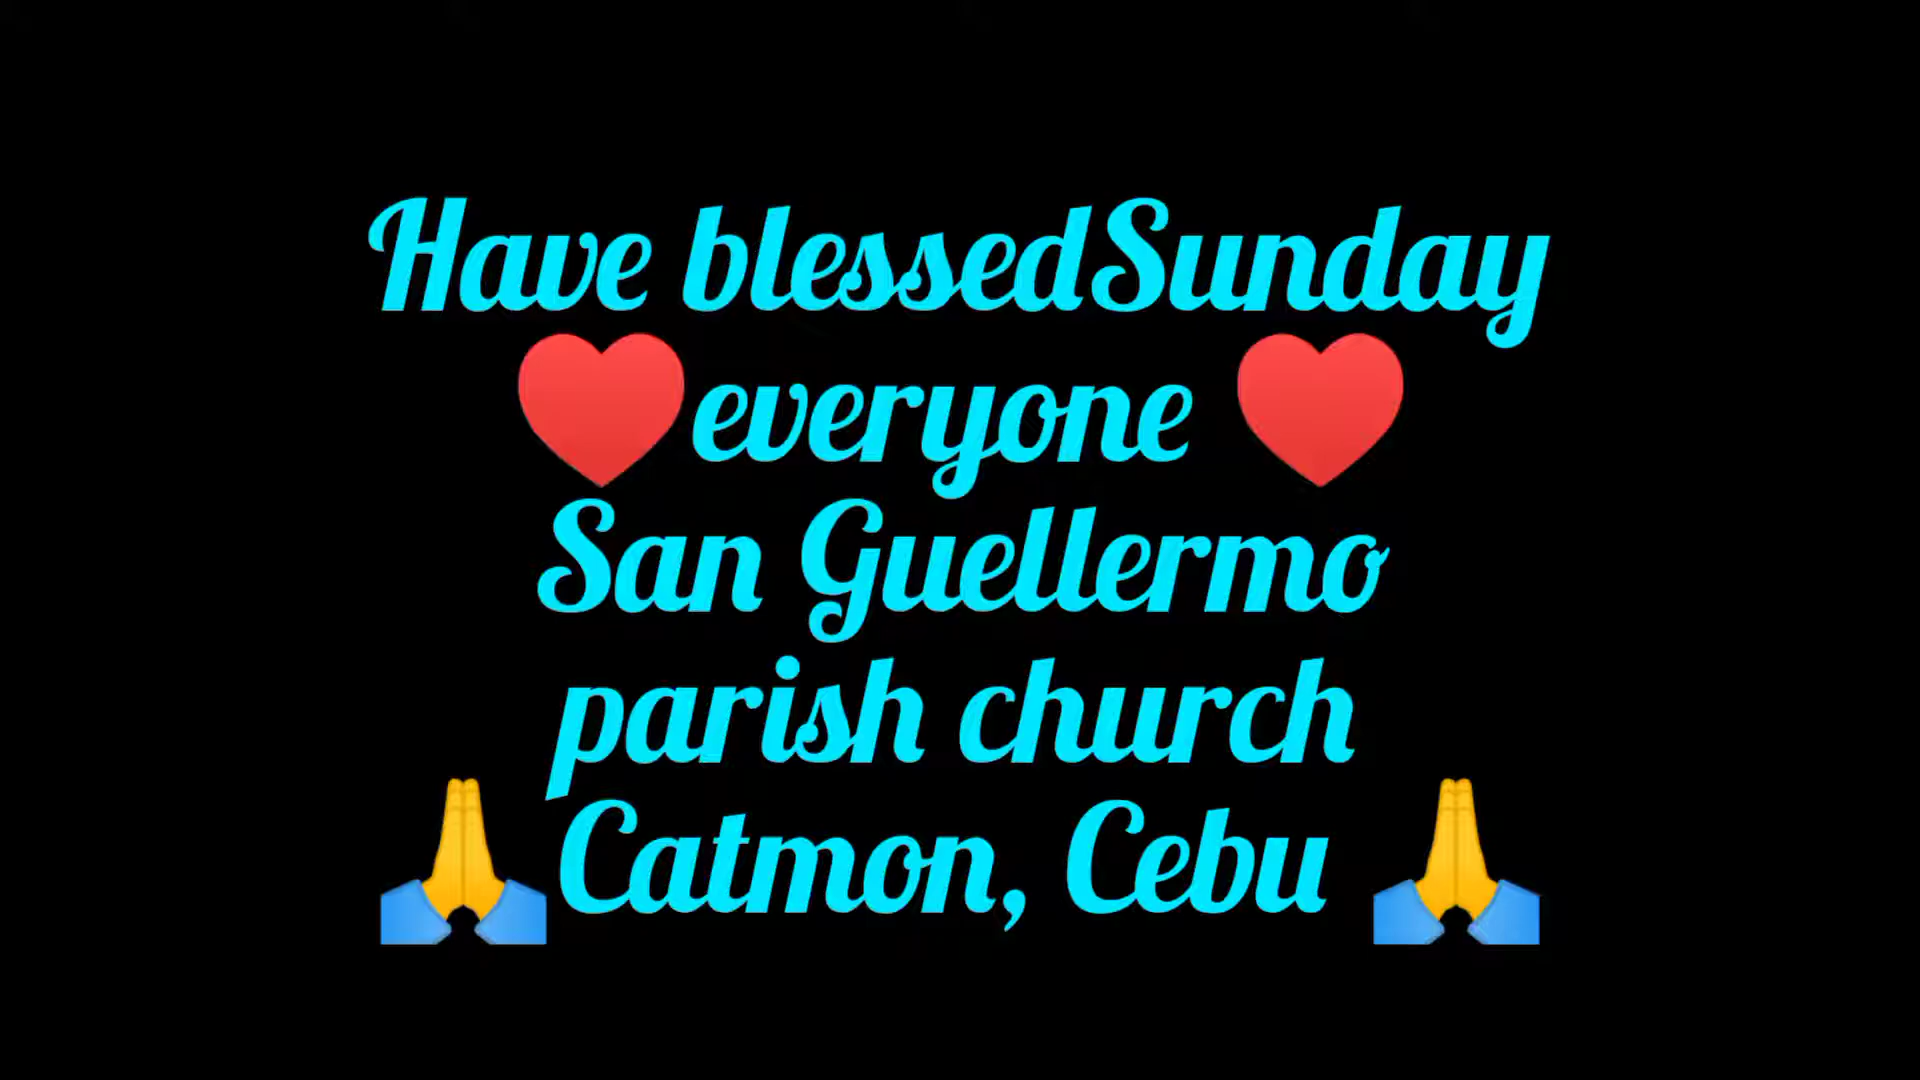 Have blessedSunday
♥️everyone ♥️
San Guellermo
parish church
🙏Catmon, Cebu 🙏